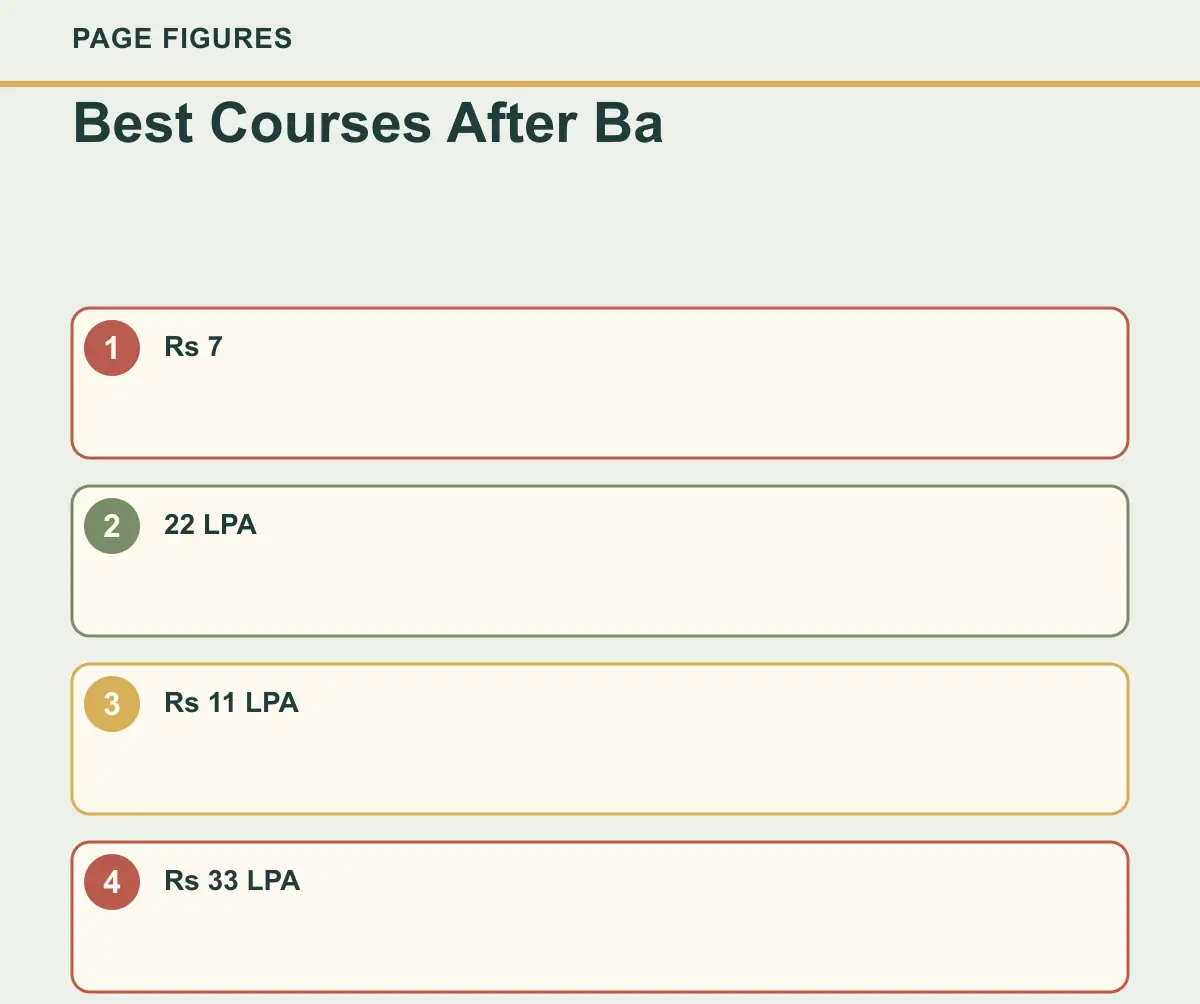 PAGE FIGURES
Best Courses After Ba
1 Rs 7
2 22 LPA
3 Rs 11 LPA
4 Rs 33 LPA